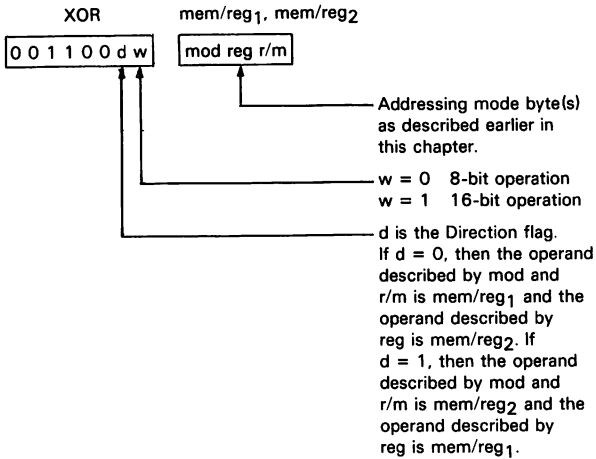 XOR mem/reg1, mem/reg2
0 0 1 1 0 0 d w mod reg r/m
Addressing mode byte(s)
as described earlier in
this chapter.
w = 0 8-bit operation
w = 1 16-bit operation
d is the Direction flag.
If d = 0, then the operand
described by mod and
r/m is mem/reg1 and the
operand described by
reg is mem/reg2. If
d = 1, then the operand
described by mod and
r/m is mem/reg2 and the
operand described by
reg is mem/reg1.